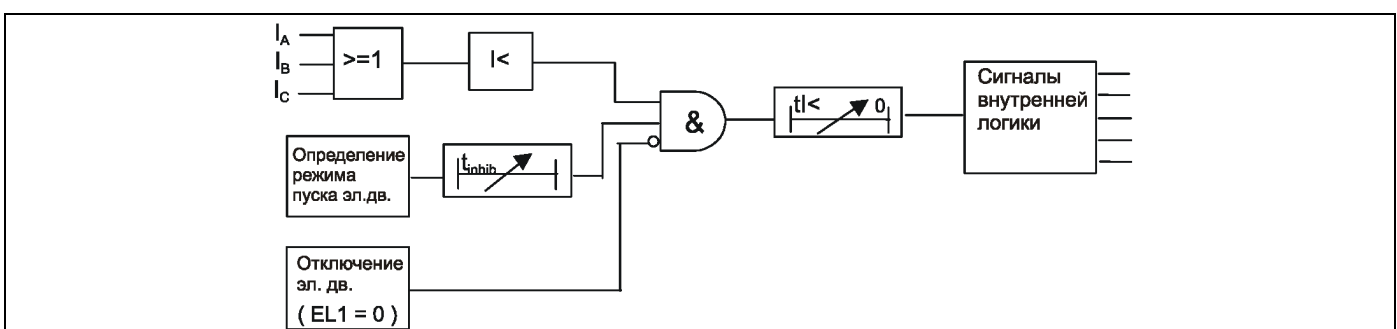 I_A
I_B
I_C
>=1
I<
&
tI< 0
Сигналы
внутренней
логики
Определение
режима
пуска эл.дв.
t_inhib
Отключение
эл. дв.
( EL1 = 0 )